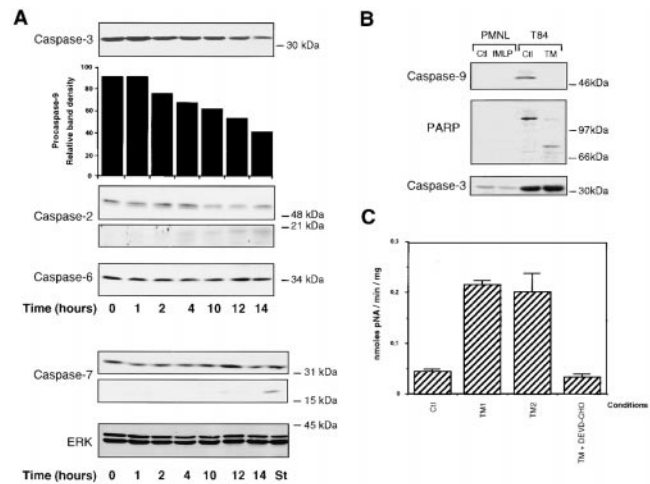 A
Caspase-3
30 kDa
Procaspase-9
Relative band density
100
80
60
40
20
0
Caspase-2
48 kDa
21 kDa
Caspase-6
34 kDa
Time (hours) 0 1 2 4 10 12 14
Caspase-7
31 kDa
15 kDa
45 kDa
ERK
Time (hours) 0 1 2 4 10 12 14 St
B
PMNL T84
Ctl fMLP Ctl TM
Caspase-9
46kDa
PARP
97kDa
66kDa
Caspase-3
30kDa
C
nmoles pNA / min / mg
0,3
0,2
0,1
0
Ctl
TM1
TM2
TM + DEVD-CHO
Conditions